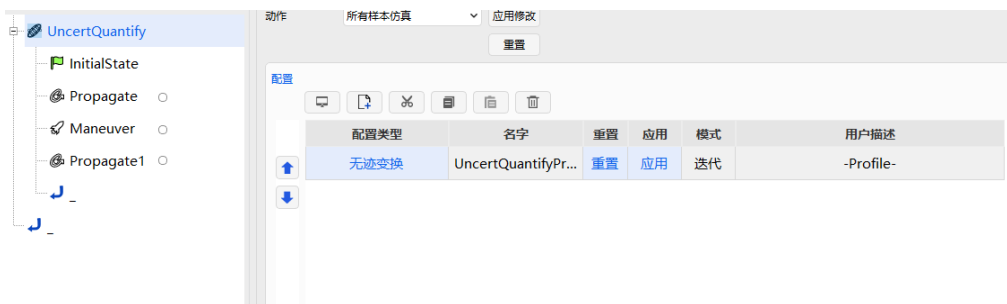 动作 所有样本仿真 应用修改
重置
UncertQuantify
InitialState
Propagate
Maneuver
Propagate1
_
_
配置
配置类型 名字 重置 应用 模式 用户描述
无迹变换 UncertQuantifyPr... 重置 应用 迭代 -Profile-